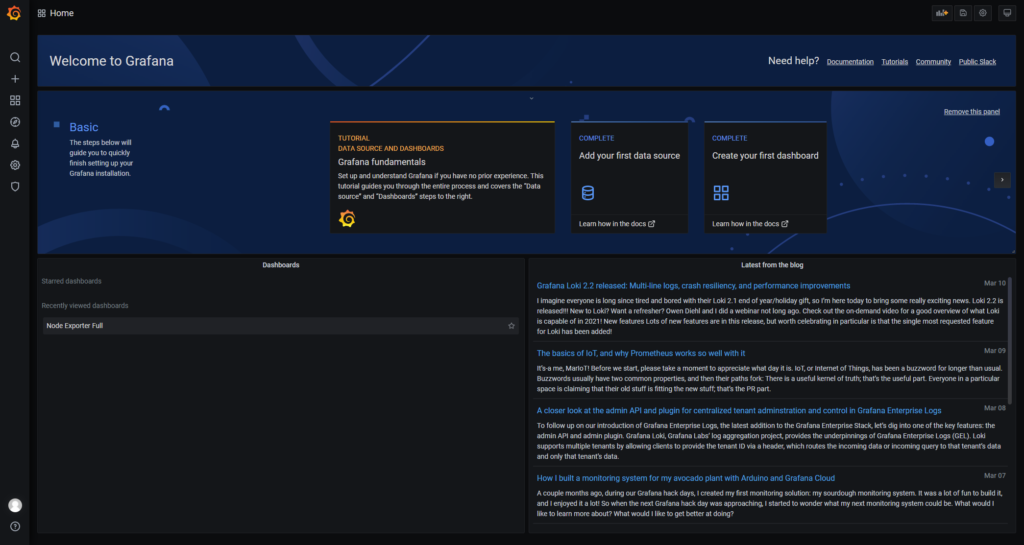 Home
Welcome to Grafana
Need help?
Documentation
Tutorials
Community
Public Slack
Remove this panel
Basic
The steps below will
guide you to quickly
finish setting up your
Grafana installation.
TUTORIAL
DATA SOURCE AND DASHBOARDS
Grafana fundamentals
Set up and understand Grafana if you have no prior experience. This
tutorial guides you through the entire process and covers the "Data
source" and "Dashboards" steps to the right.
COMPLETE
Add your first data source
Learn how in the docs
COMPLETE
Create your first dashboard
Learn how in the docs
Dashboards
Starred dashboards
Recently viewed dashboards
Node Exporter Full
Latest from the blog
Grafana Loki 2.2 released: Multi-line logs, crash resiliency, and performance improvements
Mar 10
I imagine everyone is long since tired and bored with their Loki 2.1 end of year/holiday gift, so I'm here today to bring some really exciting news. Loki 2.2 is
released!!! New to Loki? Want a refresher? Owen Diehl and I did a webinar not long ago. Check out the on-demand video for a good overview of what Loki
is capable of in 2021! New features Lots of new features are in this release, but worth celebrating in particular is that the single most requested feature
for Loki has been added!
The basics of IoT, and why Prometheus works so well with it
Mar 09
It's-a me, MarioT! Before we start, please take a moment to appreciate what day it is. IoT, or Internet of Things, has been a buzzword for longer than usual.
Buzzwords usually have two common properties, and then their paths fork: There is a useful kernel of truth; that's the useful part. Everyone in a particular
space is claiming that their old stuff is fitting the new stuff; that's the PR part.
A closer look at the admin API and plugin for centralized tenant adminstration and control in Grafana Enterprise Logs
Mar 08
To follow up on our introduction of Grafana Enterprise Logs, the latest addition to the Grafana Enterprise Stack, let's dig into one of the key features: the
admin API and admin plugin. Grafana Loki, Grafana Labs' log aggregation project, provides the underpinnings of Grafana Enterprise Logs (GEL). Loki
supports multiple tenants by allowing clients to provide the tenant ID via a header, which routes the incoming data or incoming query to that tenant's data
and only that tenant's data.
How I built a monitoring system for my avocado plant with Arduino and Grafana Cloud
Mar 07
A couple months ago, during our Grafana hack days, I created my first monitoring solution: my sourdough monitoring system. It was a lot of fun to build it,
and I enjoyed it a lot! So when the next Grafana hack day was approaching, I started to wonder what my next monitoring system could be. What would I
like to learn more about? What would I like to get better at doing?